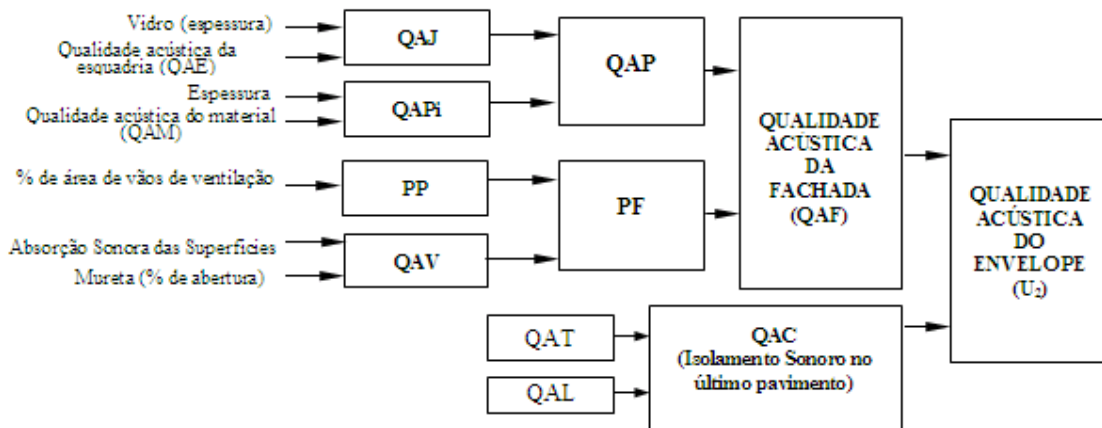 Vidro (espessura)
Qualidade acústica da
esquadria (QAE)
QAJ
Espessura
Qualidade acústica do material
(QAM)
QAPi
QAP
% de área de vãos de ventilação
PP
Absorção Sonora das Superfícies
Mureta (% de abertura)
QAV
PF
QUALIDADE
ACÚSTICA
DA
FACHADA
(QAF)
QAT
QAL
QAC
(Isolamento Sonoro no
último pavimento)
QUALIDADE
ACÚSTICA
DO
ENVELOPE
(U₂)